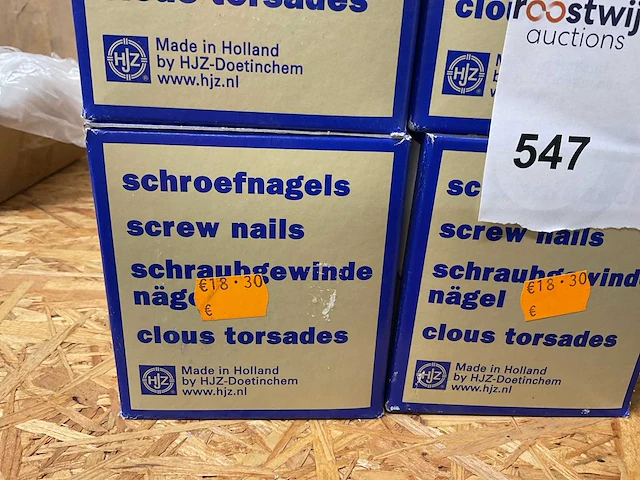 clous torsades
HJZ
Made in Holland
by HJZ-Doetinchem
www.hjz.nl
HJZ
roostwij
auctions
547
schroefnagels
screw nails
schraubgewinde
€18.30
€
clous torsades
HJZ
Made in Holland
by HJZ-Doetinchem
www.hjz.nl
screw nails
nägel
€18.30
€
clous torsades
HJZ
Made in Holland
by HJZ-Doetinchem
www.hjz.nl